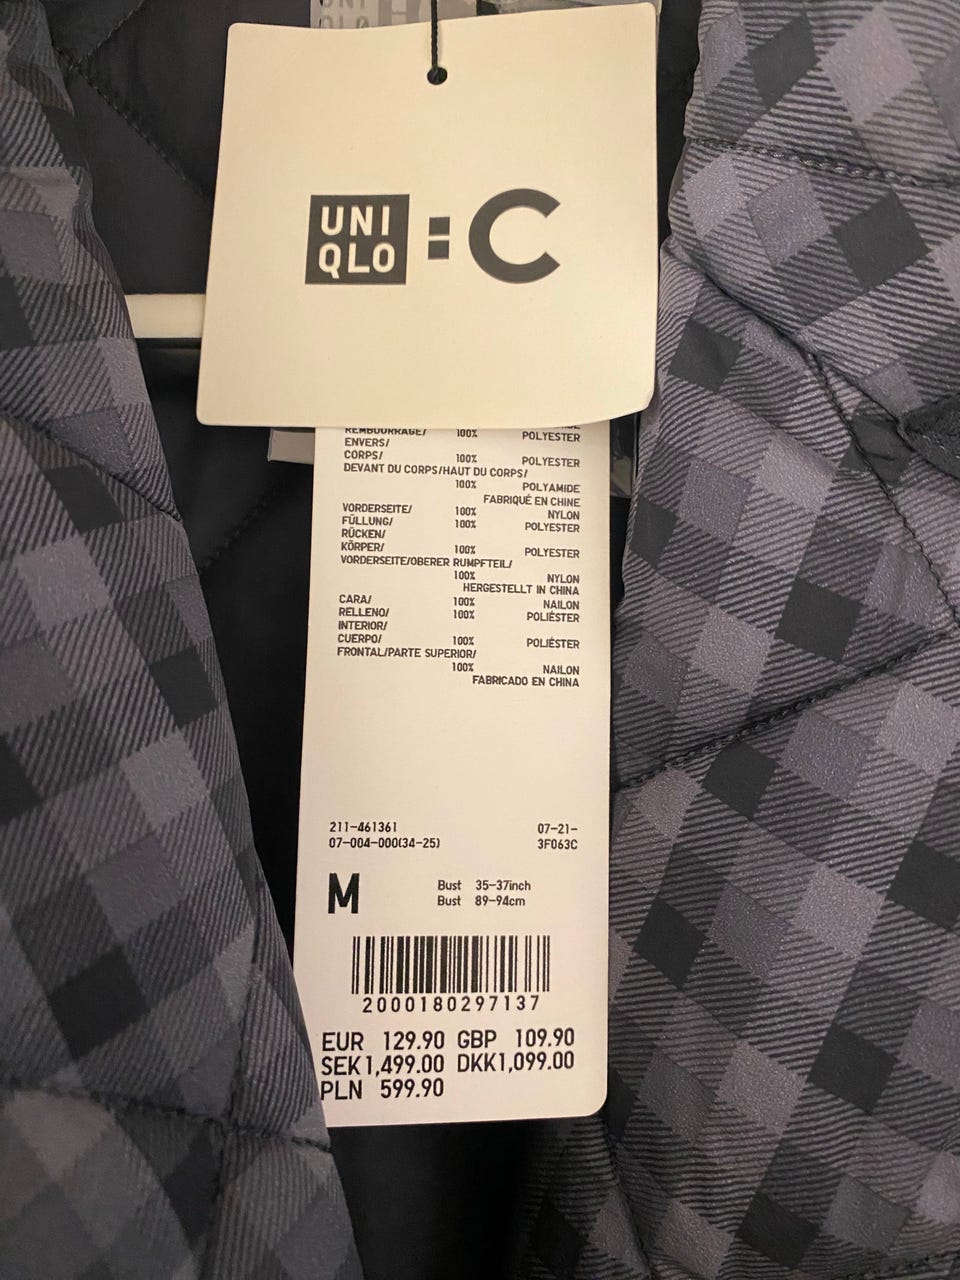 UNI
QLO : C
REMBOURRAGE/ 100% POLYESTER
ENVERS/
CORPS/ 100% POLYESTER
DEVANT DU CORPS/HAUT DU CORPS/
100% POLYAMIDE
FABRIQUÉ EN CHINE
VORDERSEITE/ 100% NYLON
FÜLLUNG/ 100% POLYESTER
RÜCKEN/
KÖRPER/ 100% POLYESTER
VORDERSEITE/OBERER RUMPFTEIL/
100% NYLON
HERGESTELLT IN CHINA
CARA/ 100% NAILON
RELLENO/ 100% POLIÉSTER
INTERIOR/
CUERPO/ 100% POLIÉSTER
FRONTAL/PARTE SUPERIOR/
100% NAILON
FABRICADO EN CHINA
211-461361 07-21-
07-004-000(34-25) 3F063C
M Bust 35-37inch
Bust 89-94cm
2000180297137
EUR 129.90 GBP 109.90
SEK 1,499.00 DKK 1,099.00
PLN 599.90